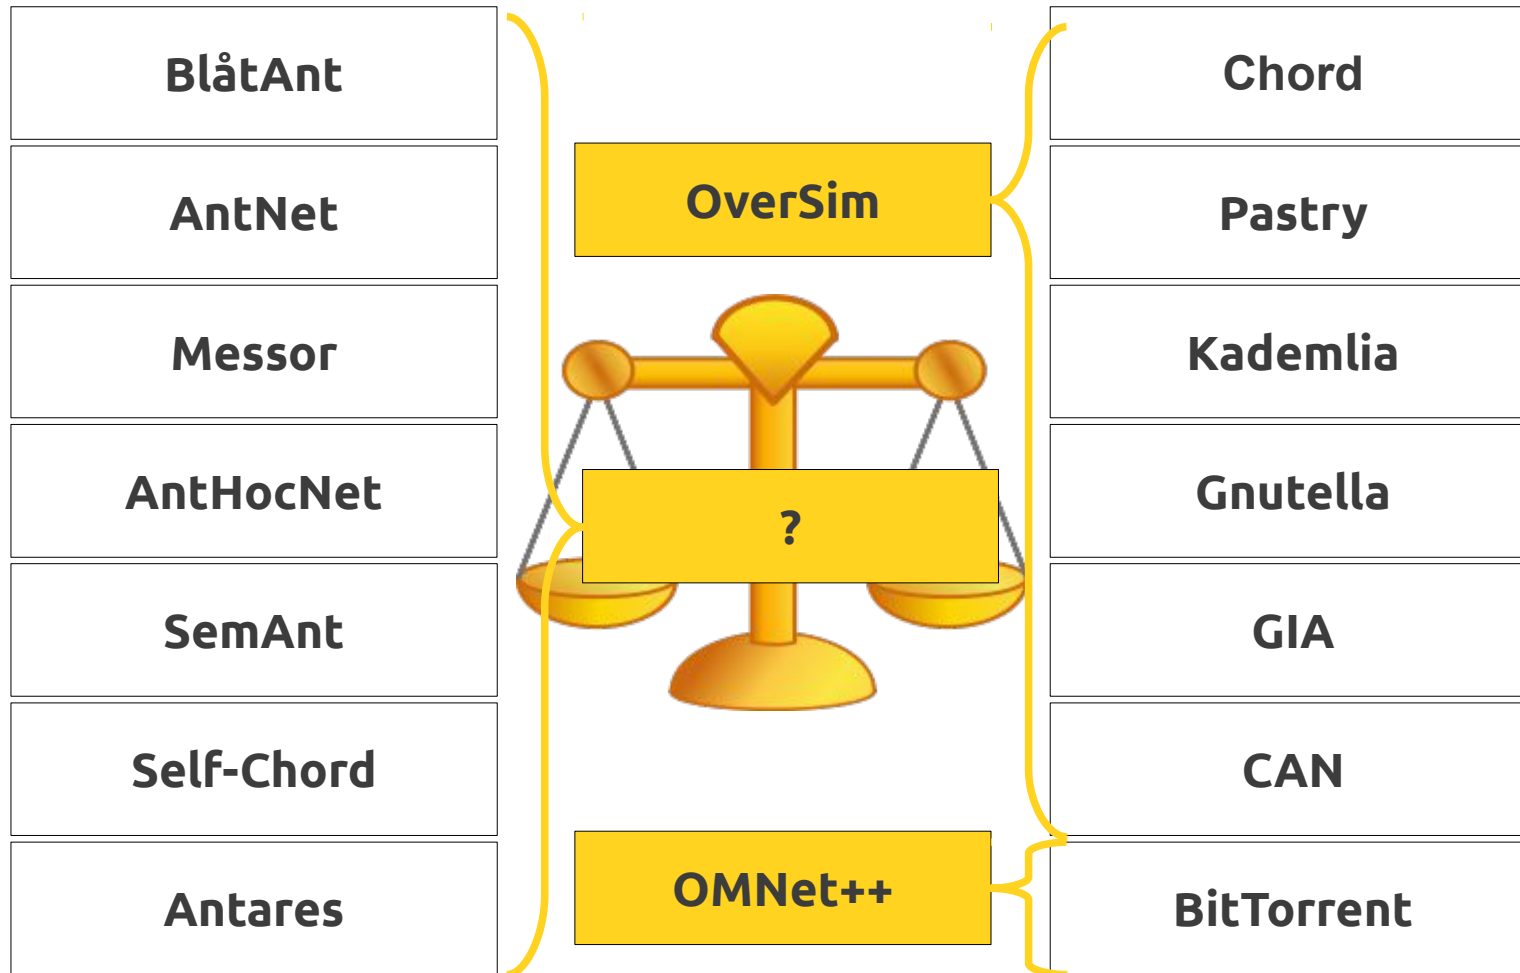 BlåtAnt
AntNet
Messor
AntHocNet
SemAnt
Self-Chord
Antares
OverSim
?
OMNet++
Chord
Pastry
Kademlia
Gnutella
GIA
CAN
BitTorrent